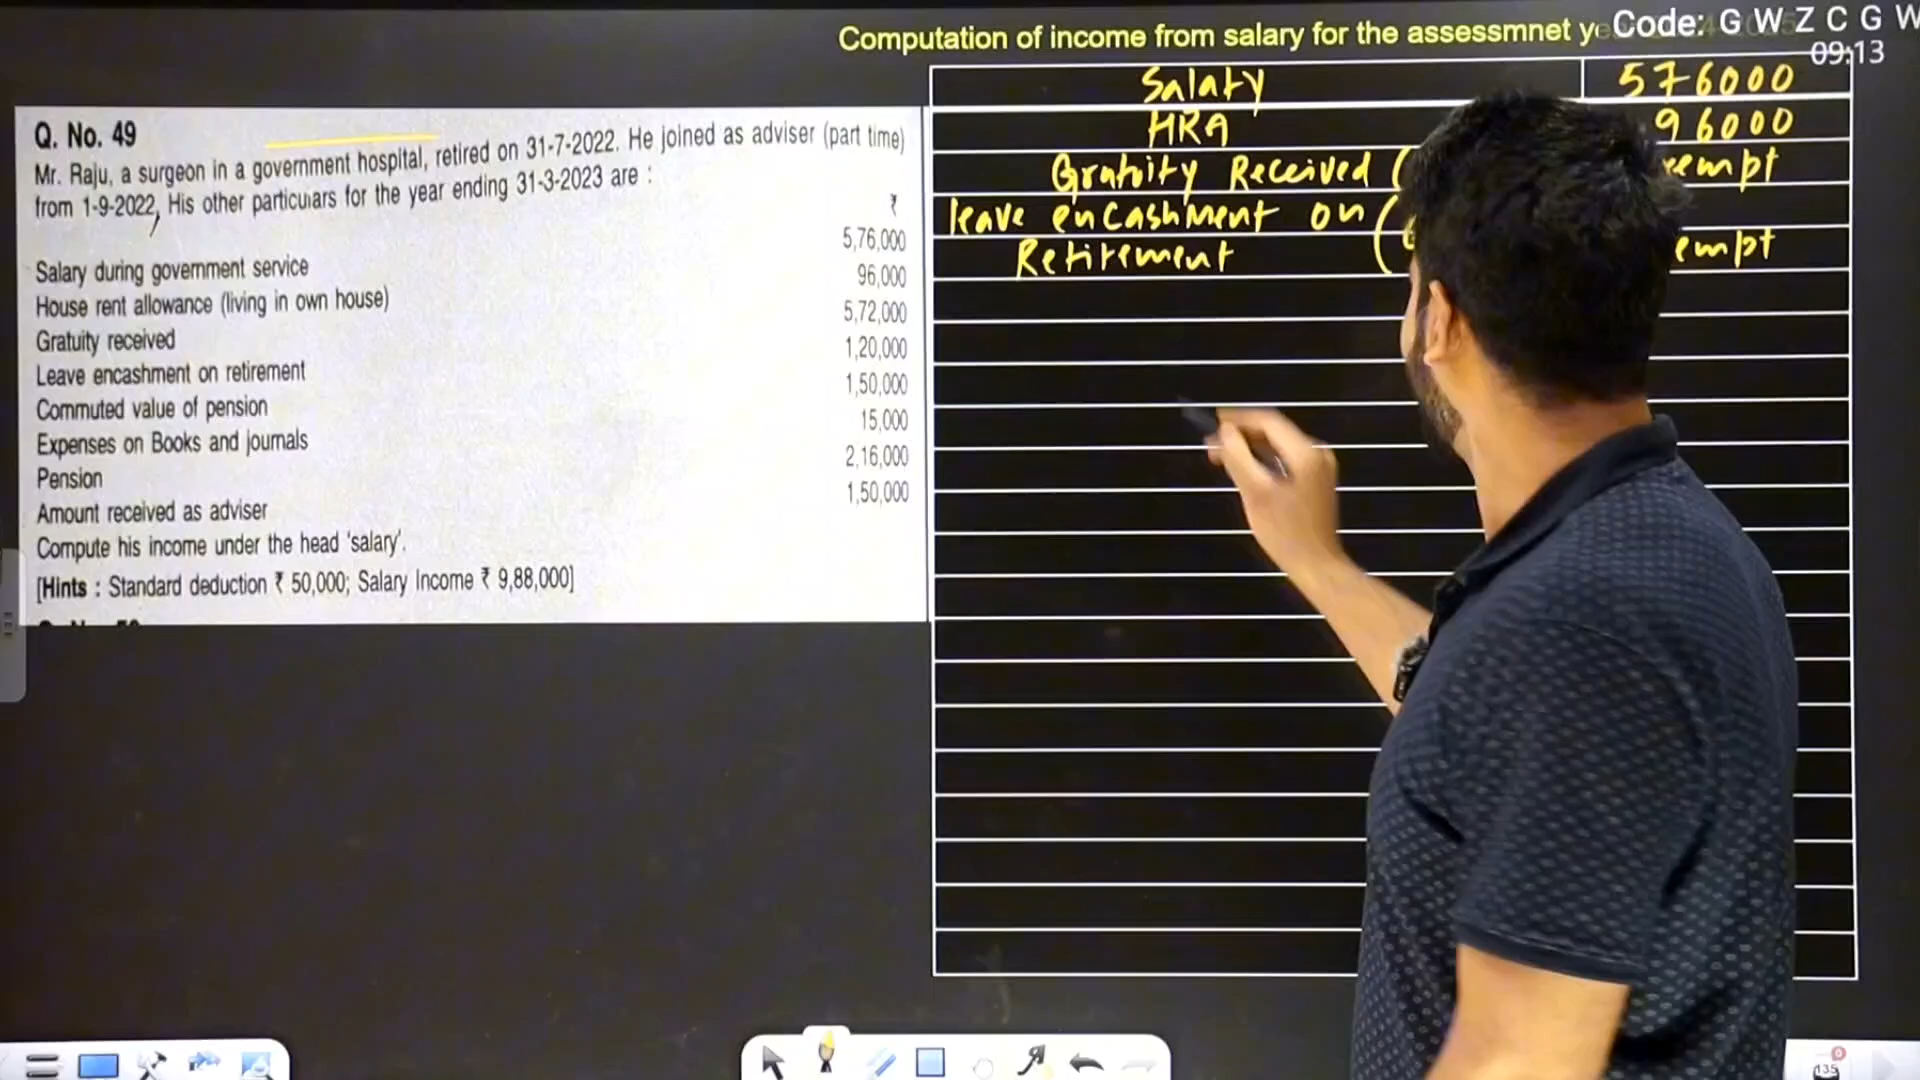 Computation of income from salary for the assessmnet
Code: G W Z C G W
09:13
Q. No. 49
Mr. Raju, a surgeon in a government hospital, retired on 31-7-2022. He joined as adviser (part time)
from 1-9-2022, His other particulars for the year ending 31-3-2023 are :
₹
Salary during government service 5,76,000
House rent allowance (living in own house) 96,000
Gratuity received 5,72,000
Leave encashment on retirement 1,20,000
Commuted value of pension 1,50,000
Expenses on Books and journals 15,000
Pension 2,16,000
Amount received as adviser 1,50,000
Compute his income under the head 'salary'.
[Hints : Standard deduction ₹ 50,000; Salary Income ₹ 9,88,000]
Salary 576000
HRA 96000
Gratuity Received (
leave encashment on (
Retirement
135